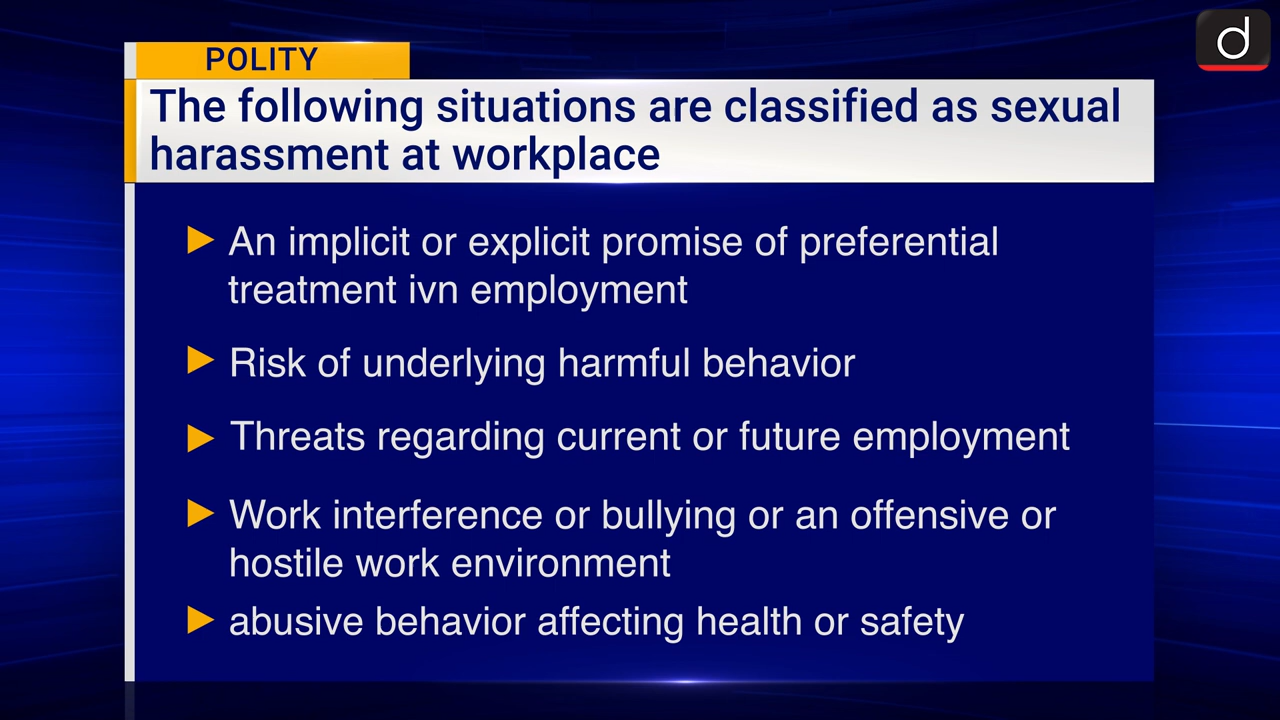 d
POLITY
The following situations are classified as sexual
harassment at workplace
An implicit or explicit promise of preferential
treatment ivn employment
Risk of underlying harmful behavior
Threats regarding current or future employment
Work interference or bullying or an offensive or
hostile work environment
abusive behavior affecting health or safety